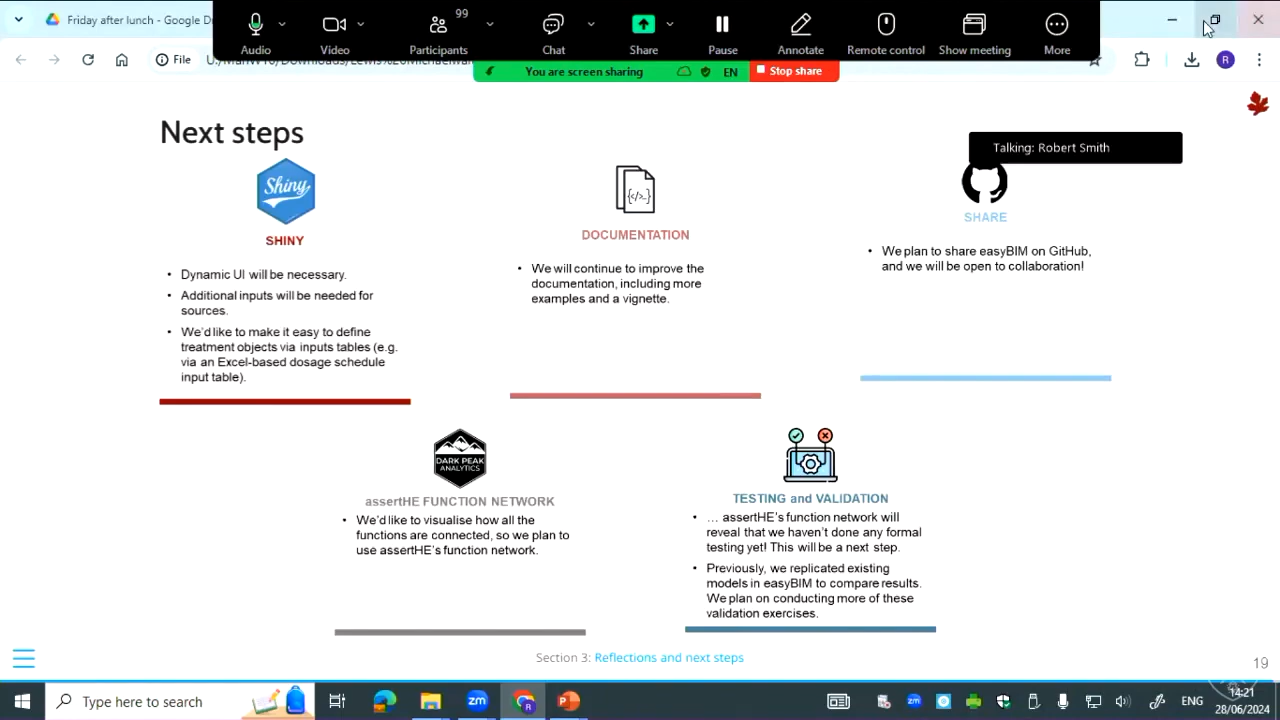 Friday after lunch - Google D
99
Audio
Video
Participants
Chat
Share
Pause
Annotate
Remote control
Show meeting
More
File
You are screen sharing
EN
Stop share
R
Next steps
Talking: Robert Smith
Shiny
SHINY
Dynamic UI will be necessary.
Additional inputs will be needed for
sources.
We'd like to make it easy to define
treatment objects via inputs tables (e.g.
via an Excel-based dosage schedule
input table).
{</>..}
DOCUMENTATION
We will continue to improve the
documentation, including more
examples and a vignette.
SHARE
We plan to share easyBIM on GitHub,
and we will be open to collaboration!
DARK PEAK
ANALYTICS
assertHE FUNCTION NETWORK
We'd like to visualise how all the
functions are connected, so we plan to
use assertHE's function network.
TESTING and VALIDATION
... assertHE's function network will
reveal that we haven't done any formal
testing yet! This will be a next step.
Previously, we replicated existing
models in easyBIM to compare results.
We plan on conducting more of these
validation exercises.
Section 3: Reflections and next steps
19
Type here to search
zm
R
P
zm
ENG
14:21
28/06/2024